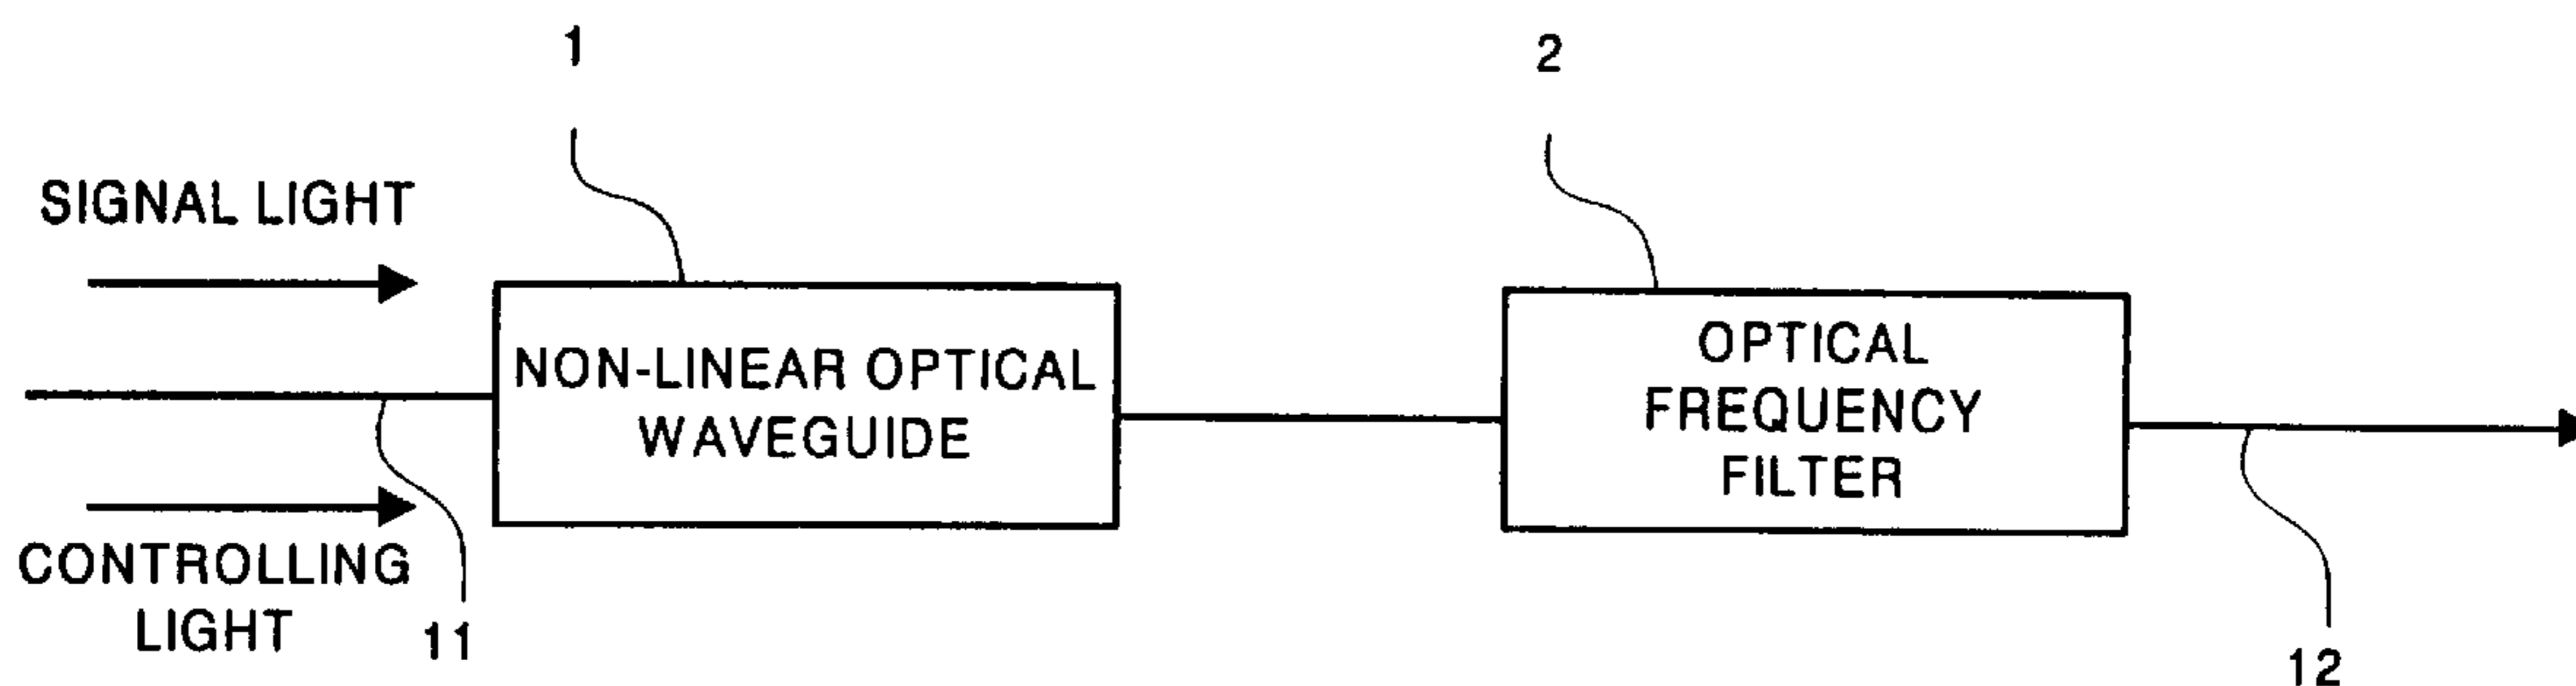 1
2
SIGNAL LIGHT
NON-LINEAR OPTICAL
WAVEGUIDE
OPTICAL
FREQUENCY
FILTER
CONTROLLING
LIGHT
11
12